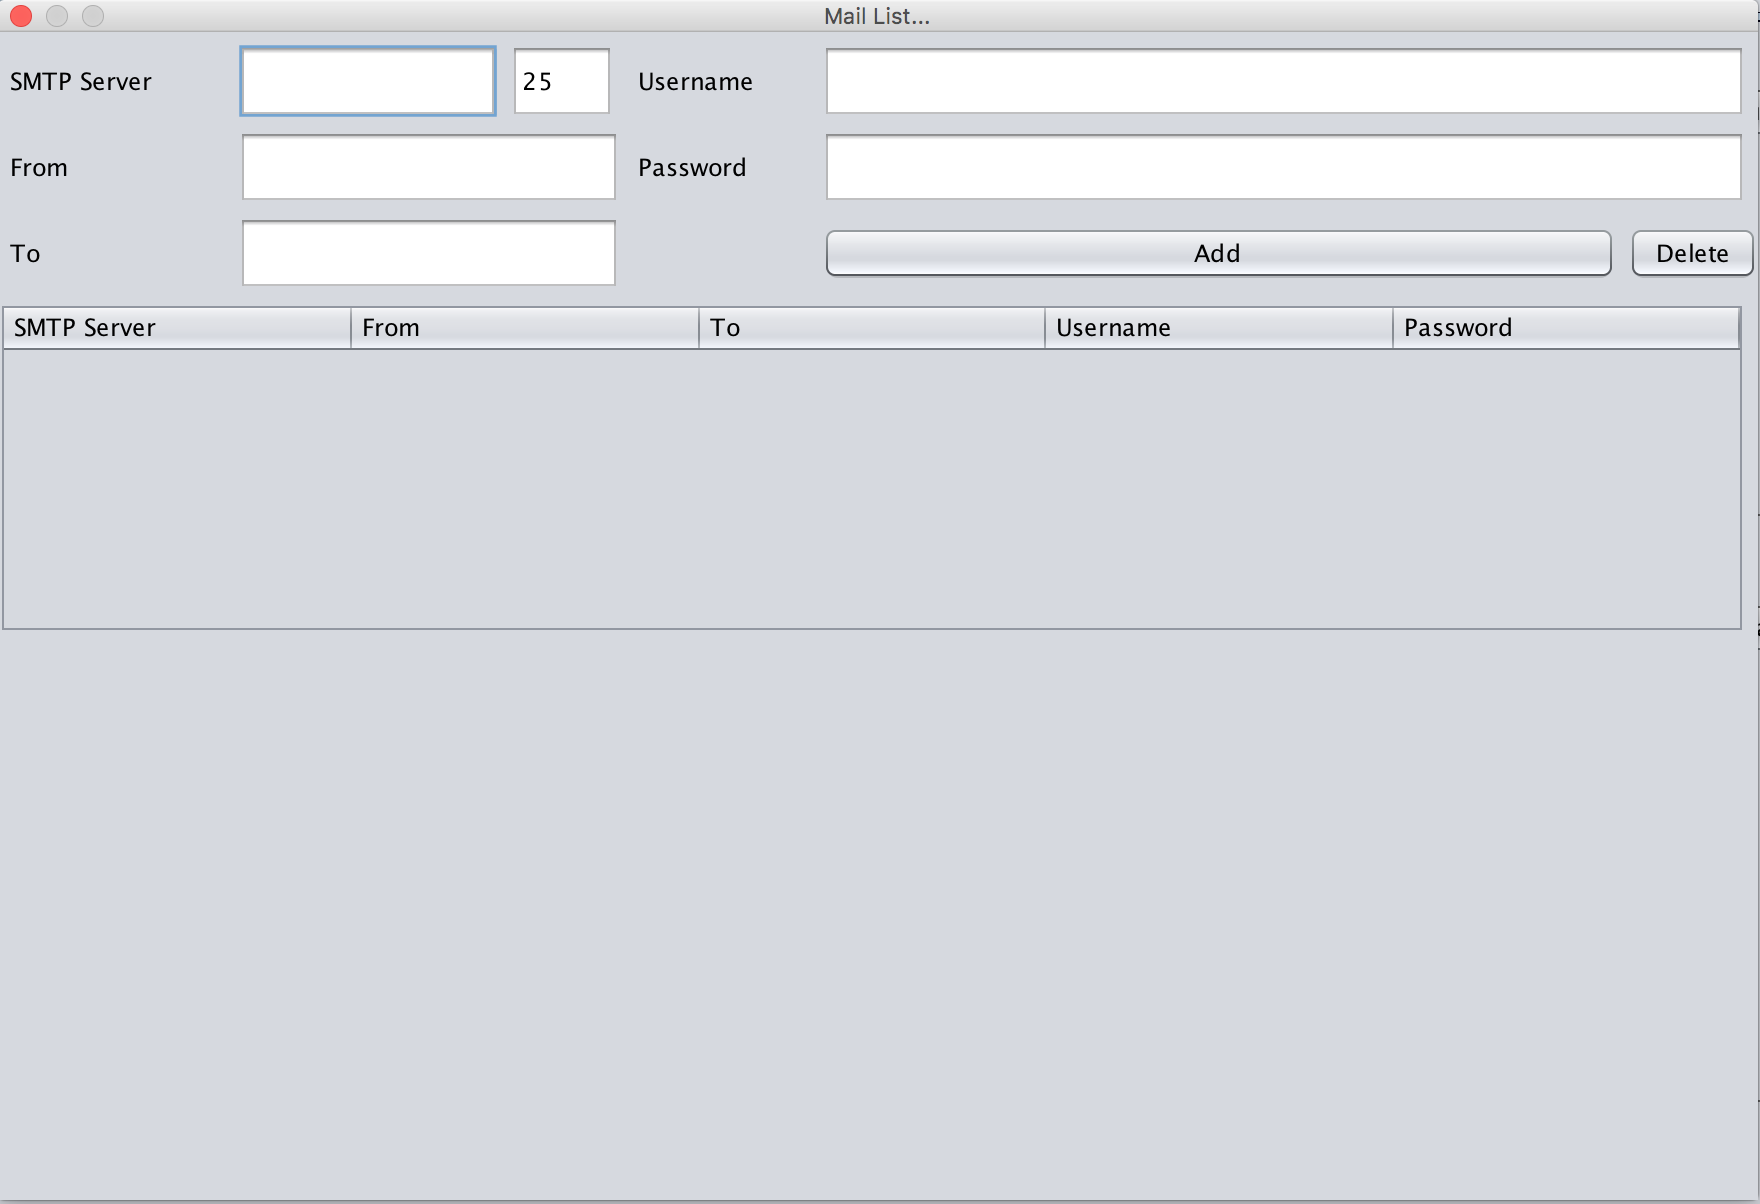 Mail List...
SMTP Server 25 Username
From Password
To Add Delete
SMTP Server From To Username Password